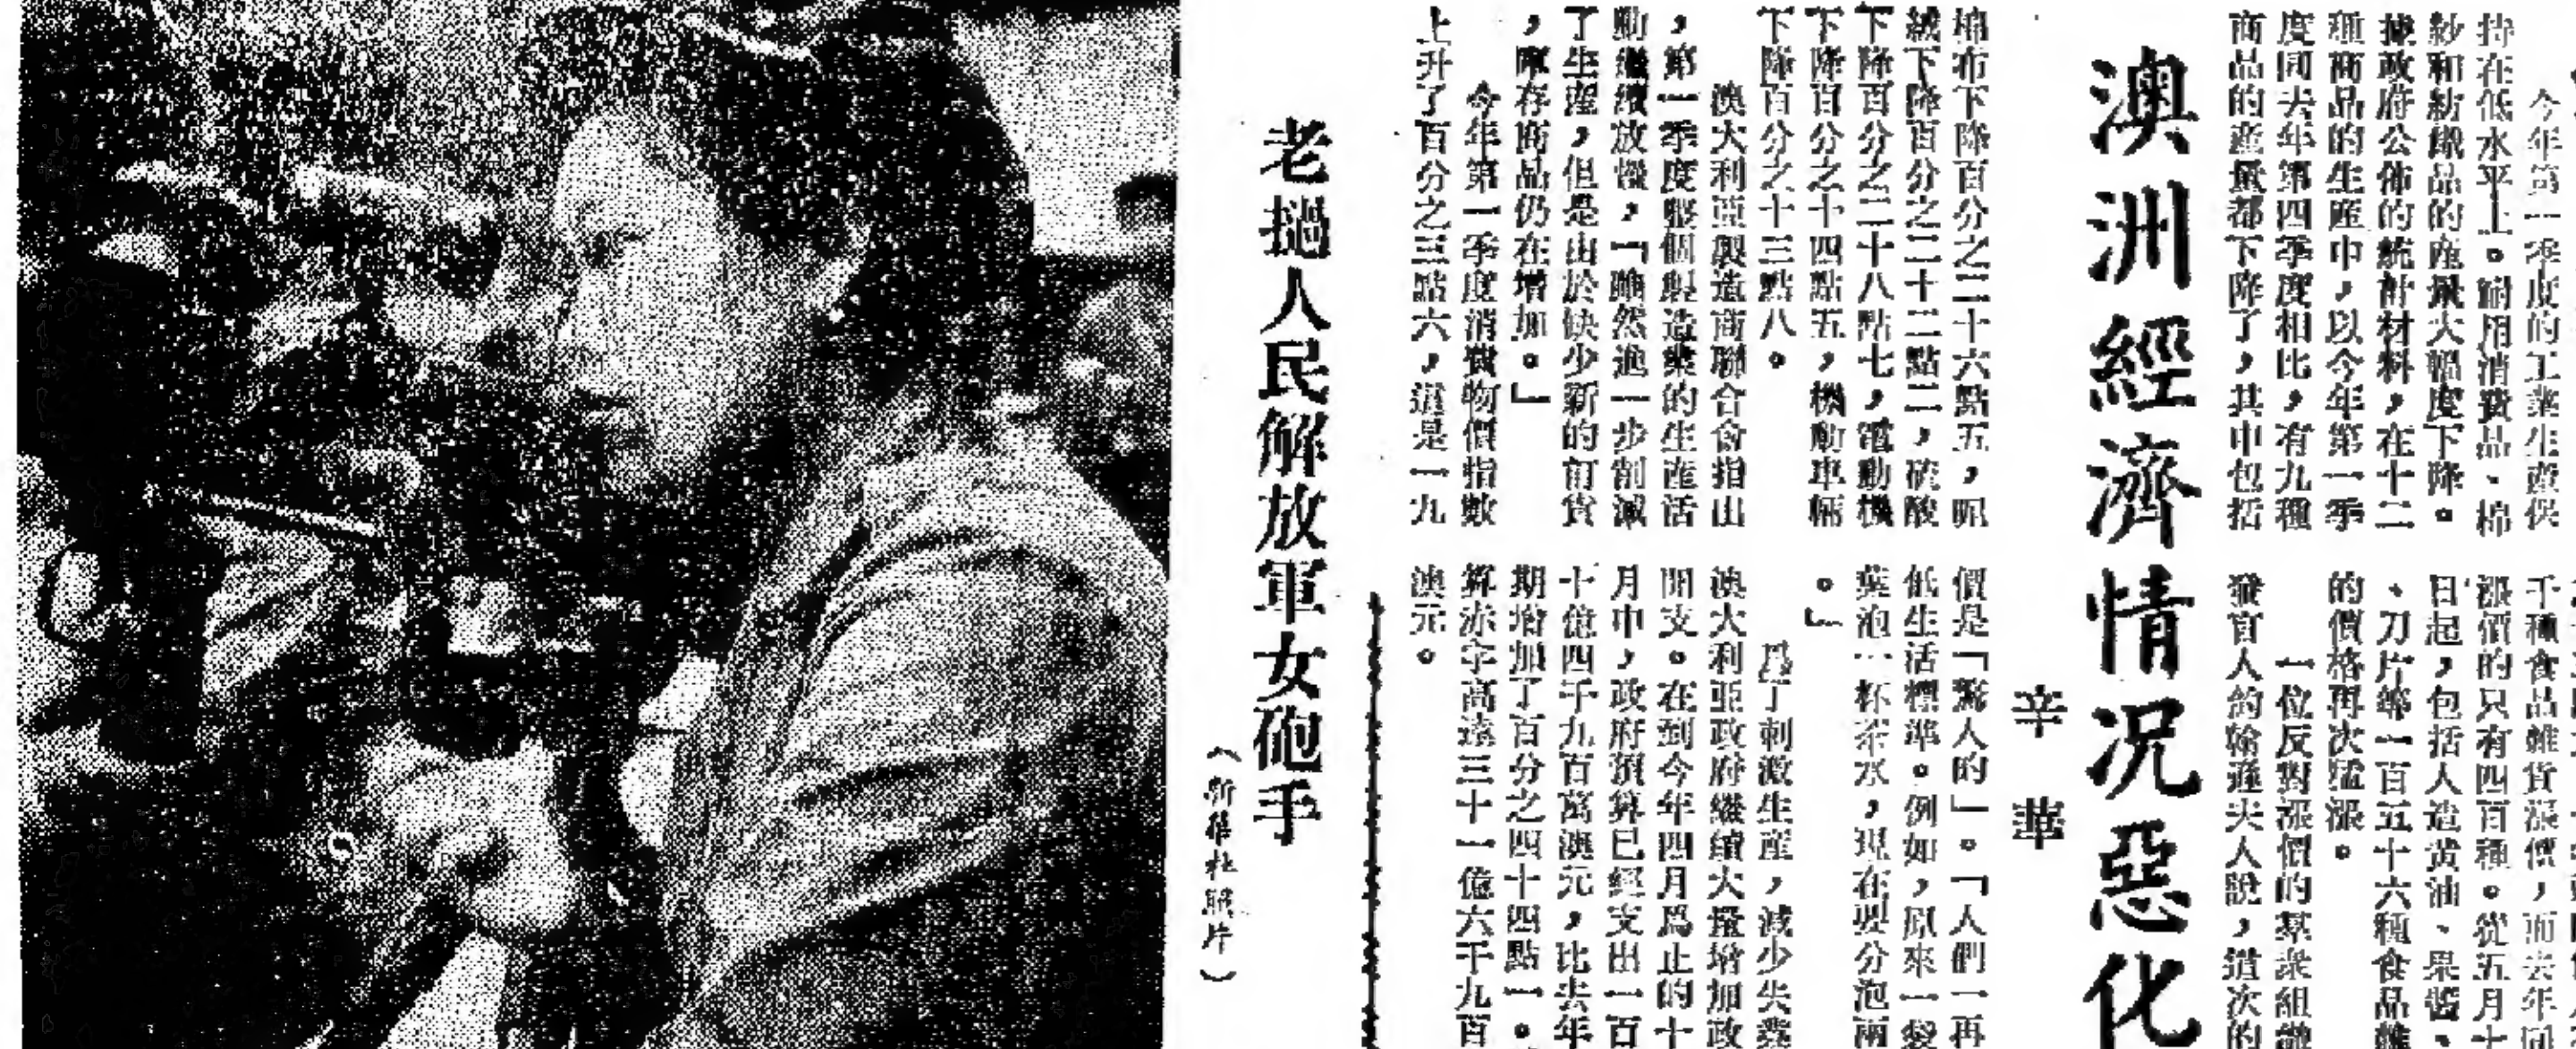 今年第一季度的工業生產保
持在低水平上。耐用消費品、棉
紗和紡織品的產量大幅度下降。
據政府公佈的統計材料，在十二
種商品的生產中，以今年第一季
度同去年第四季度相比，有九種
商品的產量都下降了，其中包括
澳洲經濟情況惡化
辛華
棉布下降百分之二十六點五，呢
絨下降百分之二十二點二，硫酸
下降百分之二十八點七，電動機
下降百分之十四點五，機動車輛
下降百分之十三點八。
澳大利亞製造商聯合會指出
，第一季度整個製造業的生產活
動繼續放慢，「雖然進一步削減
了生產，但是由於缺少新的訂貨
，庫存商品仍在增加。」
今年第一季度消費物價指數
上升了百分之三點六，這是一九
千種食品雜貨漲價，而去年同
漲價的只有四百種。從五月十
日起，包括人造黃油、果醬、
、刀片等一百五十六種食品雜
的價格再次猛漲。
一位反對漲價的羣衆組織
發言人約翰遜夫人說，這次的
價是「驚人的」。「人們一再
低生活標準。例如，原來一袋
葉泡一杯茶水，現在要分泡兩
。」
爲了刺激生產，減少失業
澳大利亞政府繼續大量增加政
開支。在到今年四月爲止的十
月中，政府預算已經支出一百
十億四千九百萬澳元，比去年
期增加了百分之四十四點一。
算赤字高達三十一億六千九百
澳元。
老撾人民解放軍女砲手
（新華社照片）